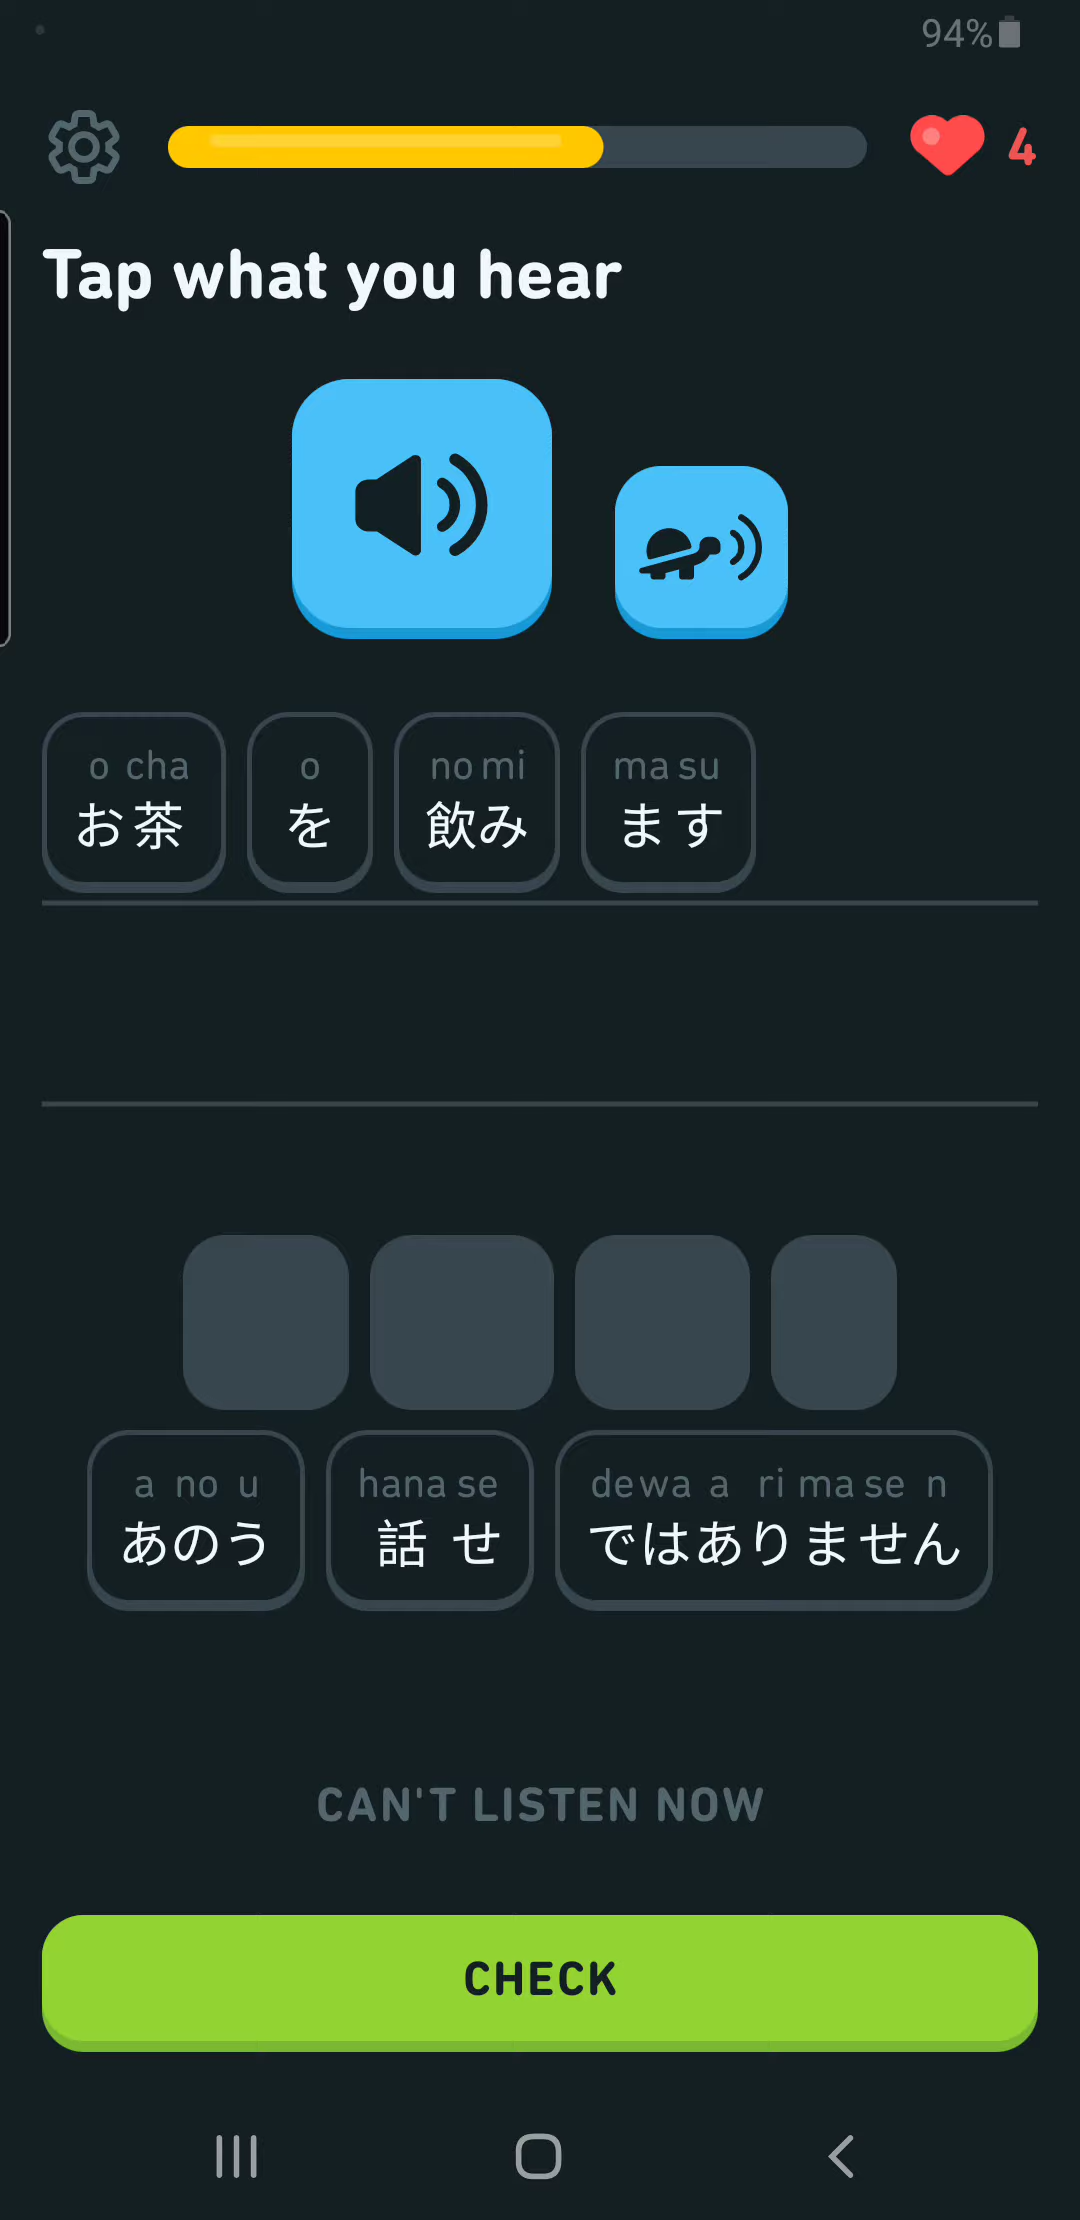 94%
4
Tap what you hear
o cha o no mi ma su
お茶 を 飲み ます
a no u hana se de wa a ri ma se n
あのう 話せ ではありません
CAN'T LISTEN NOW
CHECK